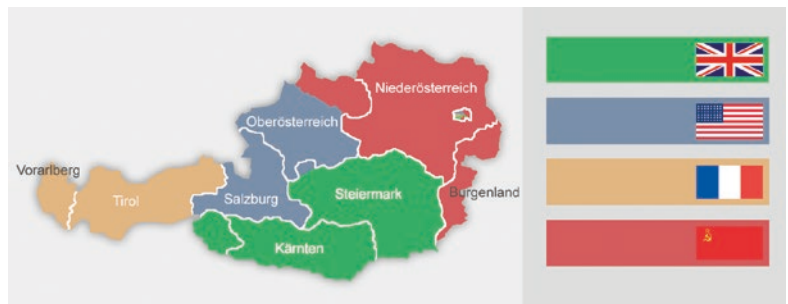 Niederösterreich
Oberösterreich
Vorarlberg
Tirol
Salzburg
Steiermark
Burgenland
Kärnten